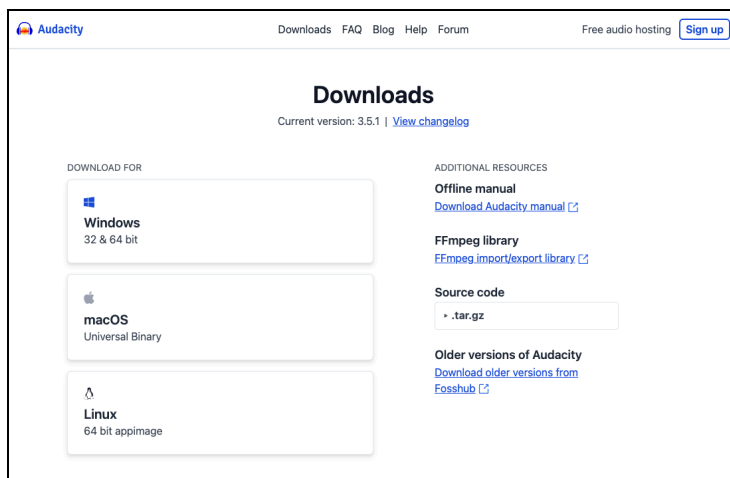 Audacity
Downloads FAQ Blog Help Forum
Free audio hosting
Sign up
Downloads
Current version: 3.5.1 | View changelog
DOWNLOAD FOR
Windows
32 & 64 bit
macOS
Universal Binary
Linux
64 bit appimage
ADDITIONAL RESOURCES
Offline manual
Download Audacity manual
FFmpeg library
FFmpeg import/export library
Source code
.tar.gz
Older versions of Audacity
Download older versions from
Fosshub